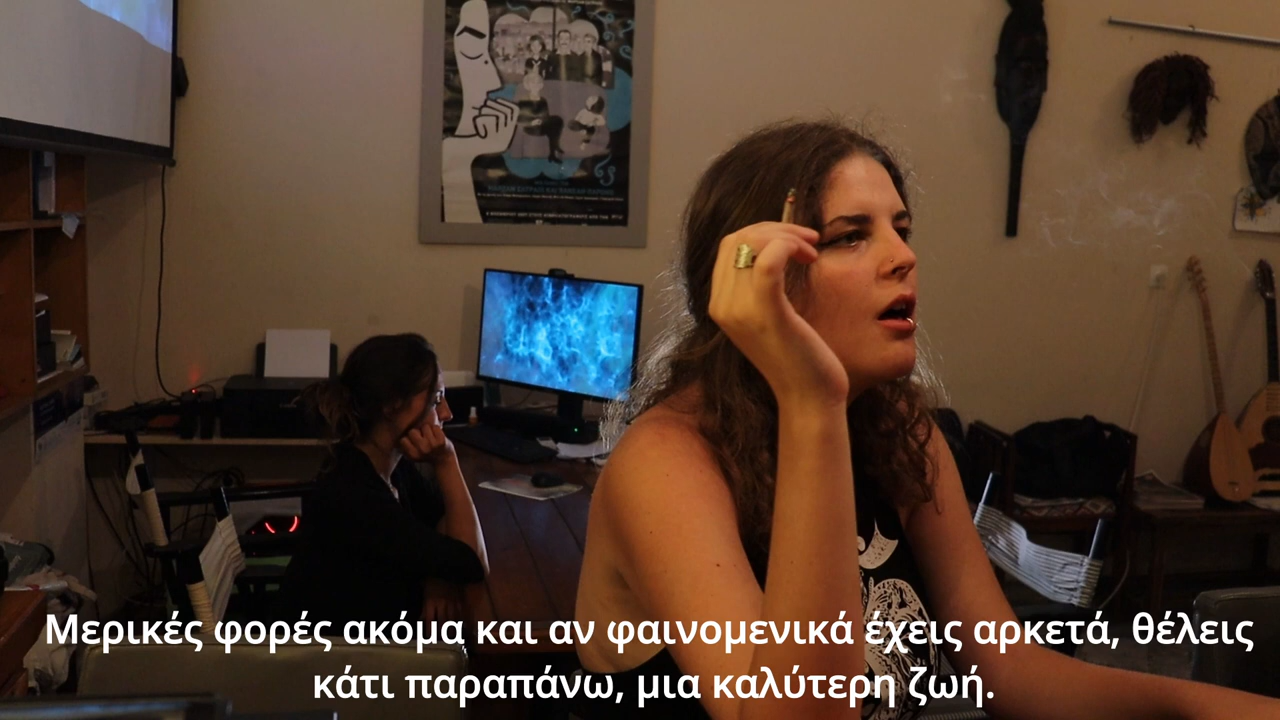 Μερικές φορές ακόμα και αν φαινομενικά έχεις αρκετά, θέλεις
κάτι παραπάνω, μια καλύτερη ζωή.